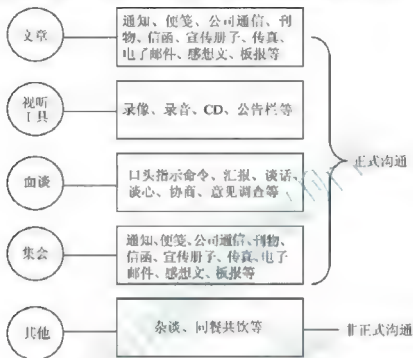 文章
通知、便笺、公司通信、刊
物、信函、宣传册子、传真、
电子邮件、感想文、板报等
视听
工具
录像、录音、CD、公告栏等
面谈
口头指示命令、汇报、谈话、
谈心、协商、意见调查等
正式沟通
集会
通知、便笺、公司通信、刊物、
信函、宣传册子、传真、电子
邮件、感想文、板报等
其他
杂谈、同餐共饮等
非正式沟通